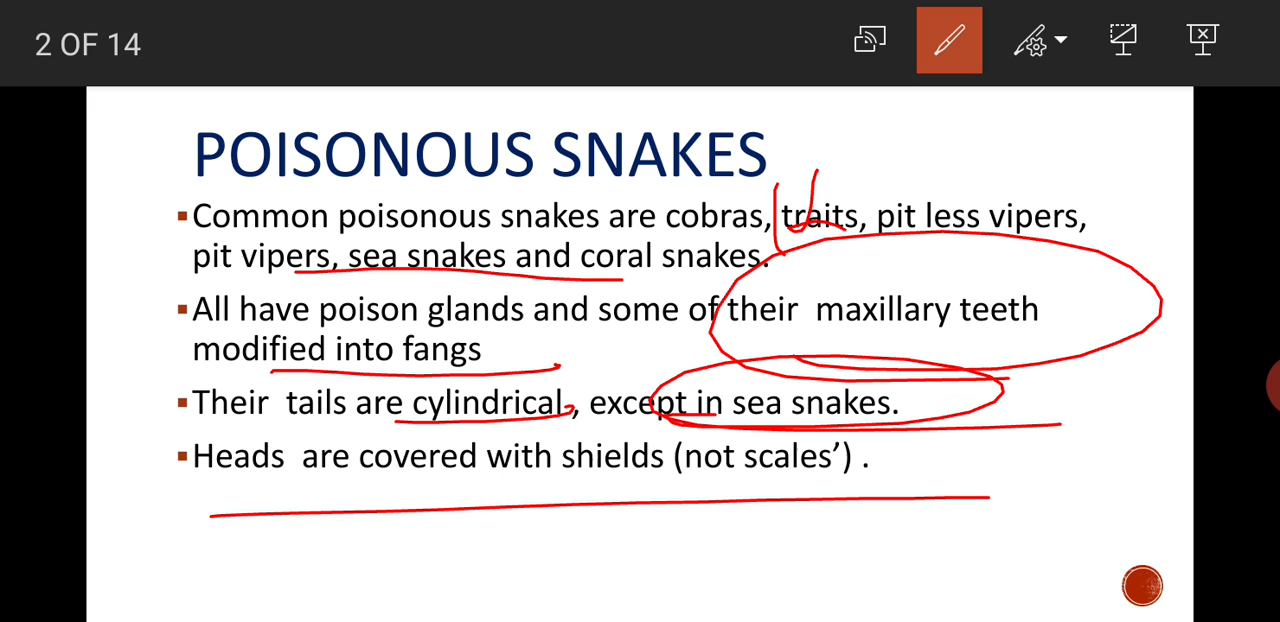 2 OF 14
POISONOUS SNAKES
▪Common poisonous snakes are cobras, traits, pit less vipers,
pit vipers, sea snakes and coral snakes.
▪All have poison glands and some of their maxillary teeth
modified into fangs
▪Their tails are cylindrical , except in sea snakes.
▪Heads are covered with shields (not scales’) .